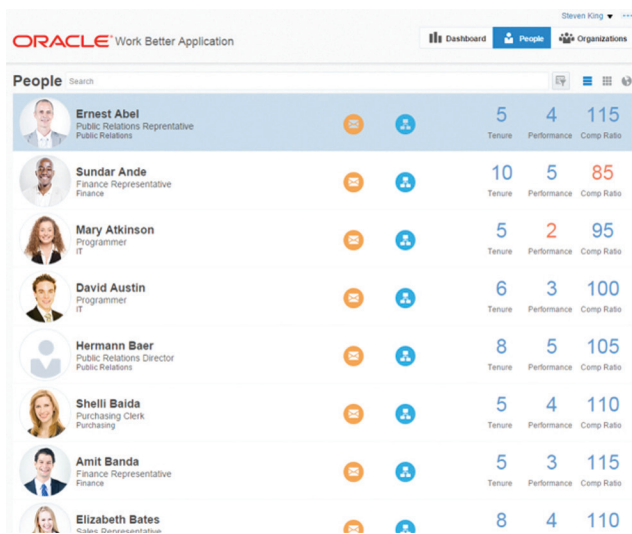 Steven King
ORACLE Work Better Application
Dashboard People Organizations
People Search
Ernest Abel
Public Relations Reprentative
Public Relations
5 4 115
Tenure Performance Comp Ratio
Sundar Ande
Finance Representative
Finance
10 5 85
Tenure Performance Comp Ratio
Mary Atkinson
Programmer
IT
5 2 95
Tenure Performance Comp Ratio
David Austin
Programmer
IT
6 3 100
Tenure Performance Comp Ratio
Hermann Baer
Public Relations Director
Public Relations
8 5 105
Tenure Performance Comp Ratio
Shelli Baida
Purchasing Clerk
Purchasing
5 4 110
Tenure Performance Comp Ratio
Amit Banda
Finance Representative
Finance
5 3 115
Tenure Performance Comp Ratio
Elizabeth Bates
Sales Representative
8 4 110